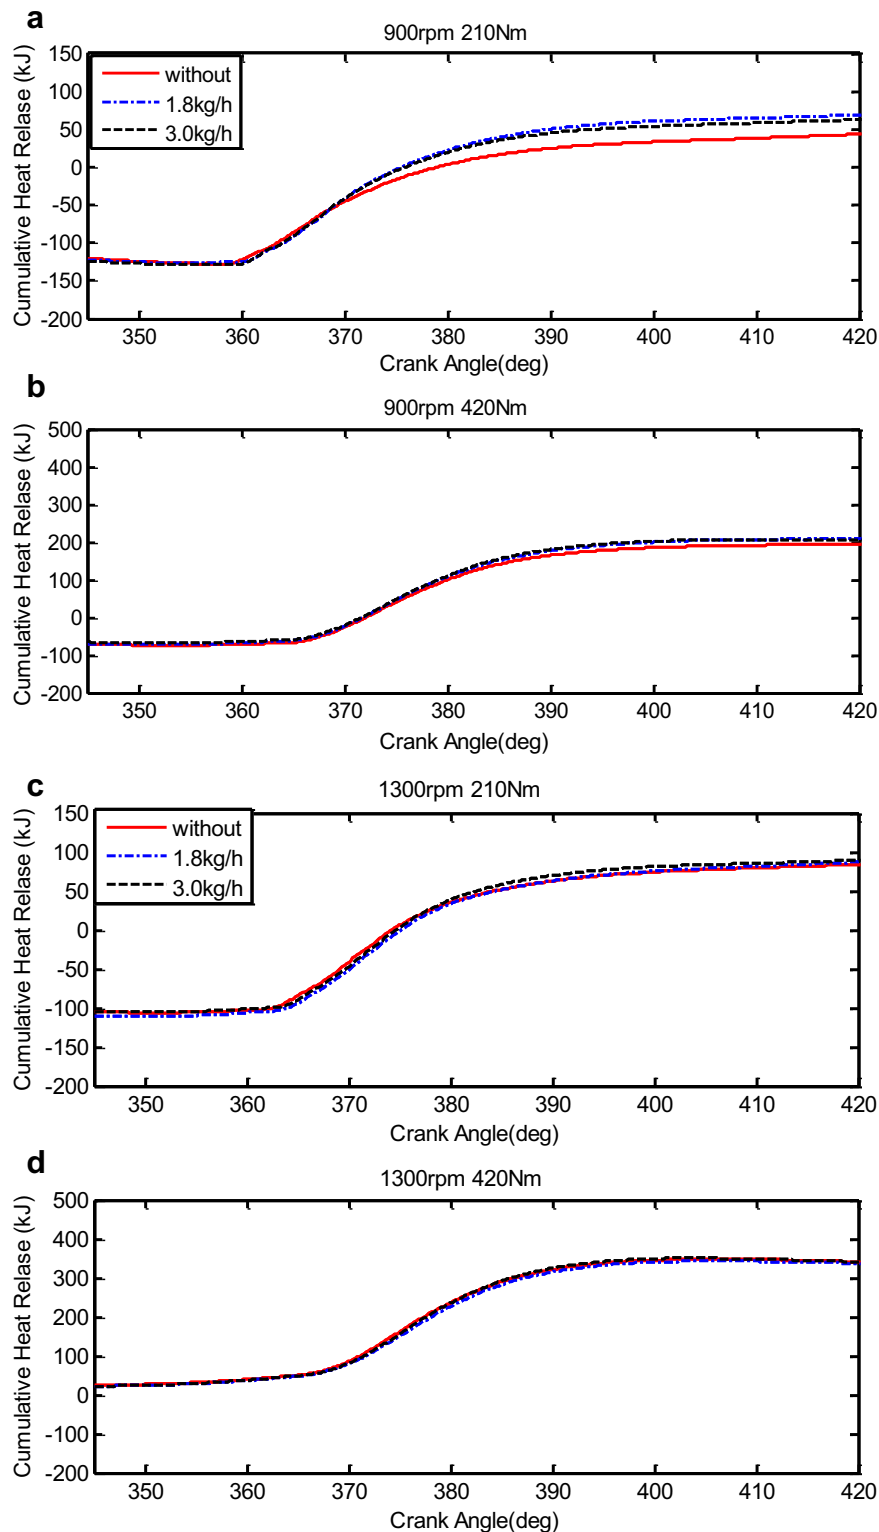 a
900rpm 210Nm
Cumulative Heat Relase (kJ)
150
100
50
0
-50
-100
-150
-200
without
1.8kg/h
3.0kg/h
350 360 370 380 390 400 410 420
Crank Angle(deg)
b
900rpm 420Nm
Cumulative Heat Relase (kJ)
500
400
300
200
100
0
-100
-200
350 360 370 380 390 400 410 420
Crank Angle(deg)
c
1300rpm 210Nm
Cumulative Heat Relase (kJ)
150
100
50
0
-50
-100
-150
-200
without
1.8kg/h
3.0kg/h
350 360 370 380 390 400 410 420
Crank Angle(deg)
d
1300rpm 420Nm
Cumulative Heat Relase (kJ)
500
400
300
200
100
0
-100
-200
350 360 370 380 390 400 410 420
Crank Angle(deg)